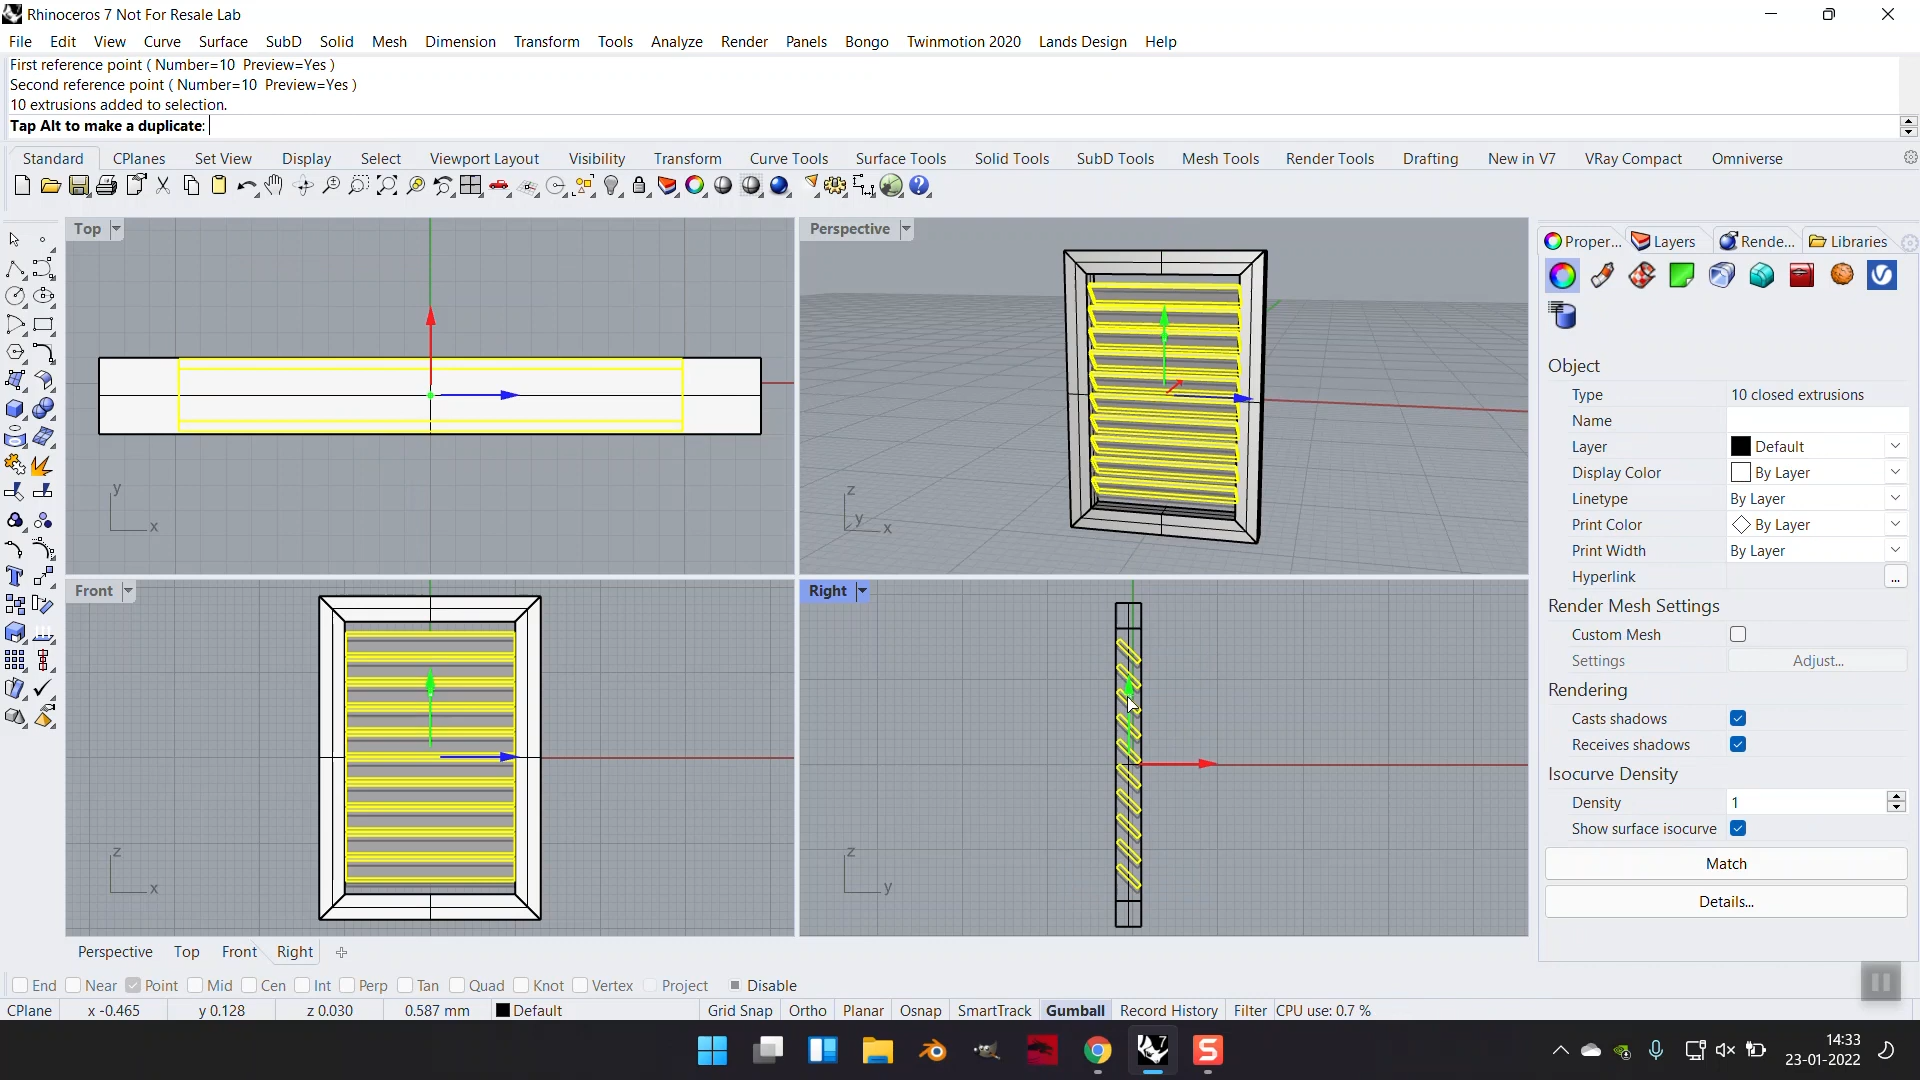 Rhinoceros 7 Not For Resale Lab
File Edit View Curve Surface SubD Solid Mesh Dimension Transform Tools Analyze Render Panels Bongo Twinmotion 2020 Lands Design Help
First reference point ( Number=10 Preview=Yes )
Second reference point ( Number=10 Preview=Yes )
10 extrusions added to selection.
Tap Alt to make a duplicate:
Standard CPlanes Set View Display Select Viewport Layout Visibility Transform Curve Tools Surface Tools Solid Tools SubD Tools Mesh Tools Render Tools Drafting New in V7 VRay Compact Omniverse
Top
y
x
Perspective
z
y
x
Front
z
x
Right
z
y
Proper... Layers Rende... Libraries
Object
Type 10 closed extrusions
Name
Layer Default
Display Color By Layer
Linetype By Layer
Print Color By Layer
Print Width By Layer
Hyperlink ...
Render Mesh Settings
Custom Mesh
Settings Adjust...
Rendering
Casts shadows
Receives shadows
Isocurve Density
Density 1
Show surface isocurve
Match
Details...
Perspective Top Front Right
End Near Point Mid Cen Int Perp Tan Quad Knot Vertex Project Disable
CPlane x -0.465 y 0.128 z 0.030 0.587 mm Default Grid Snap Ortho Planar Osnap SmartTrack Gumball Record History Filter CPU use: 0.7 %
7
S
14:33
23-01-2022